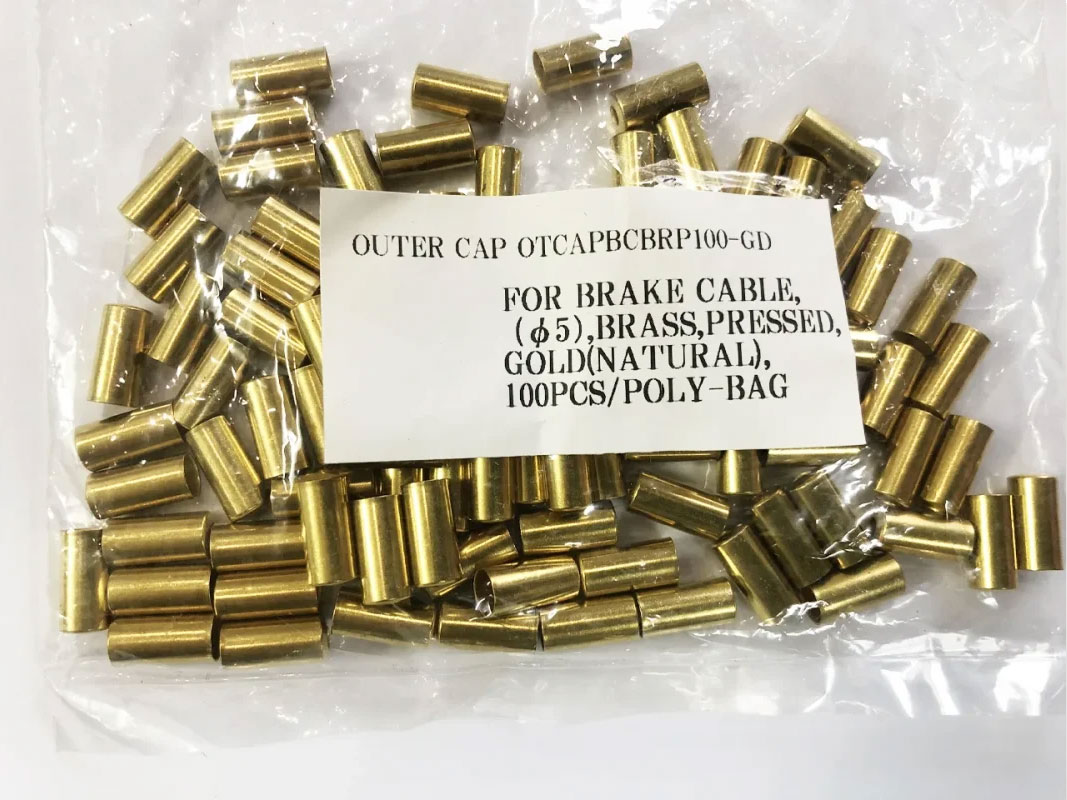 OUTER CAP OTCAPBCBRP100-GD
FOR BRAKE CABLE,
(ϕ5),BRASS,PRESSED,
GOLD(NATURAL),
100PCS/POLY-BAG